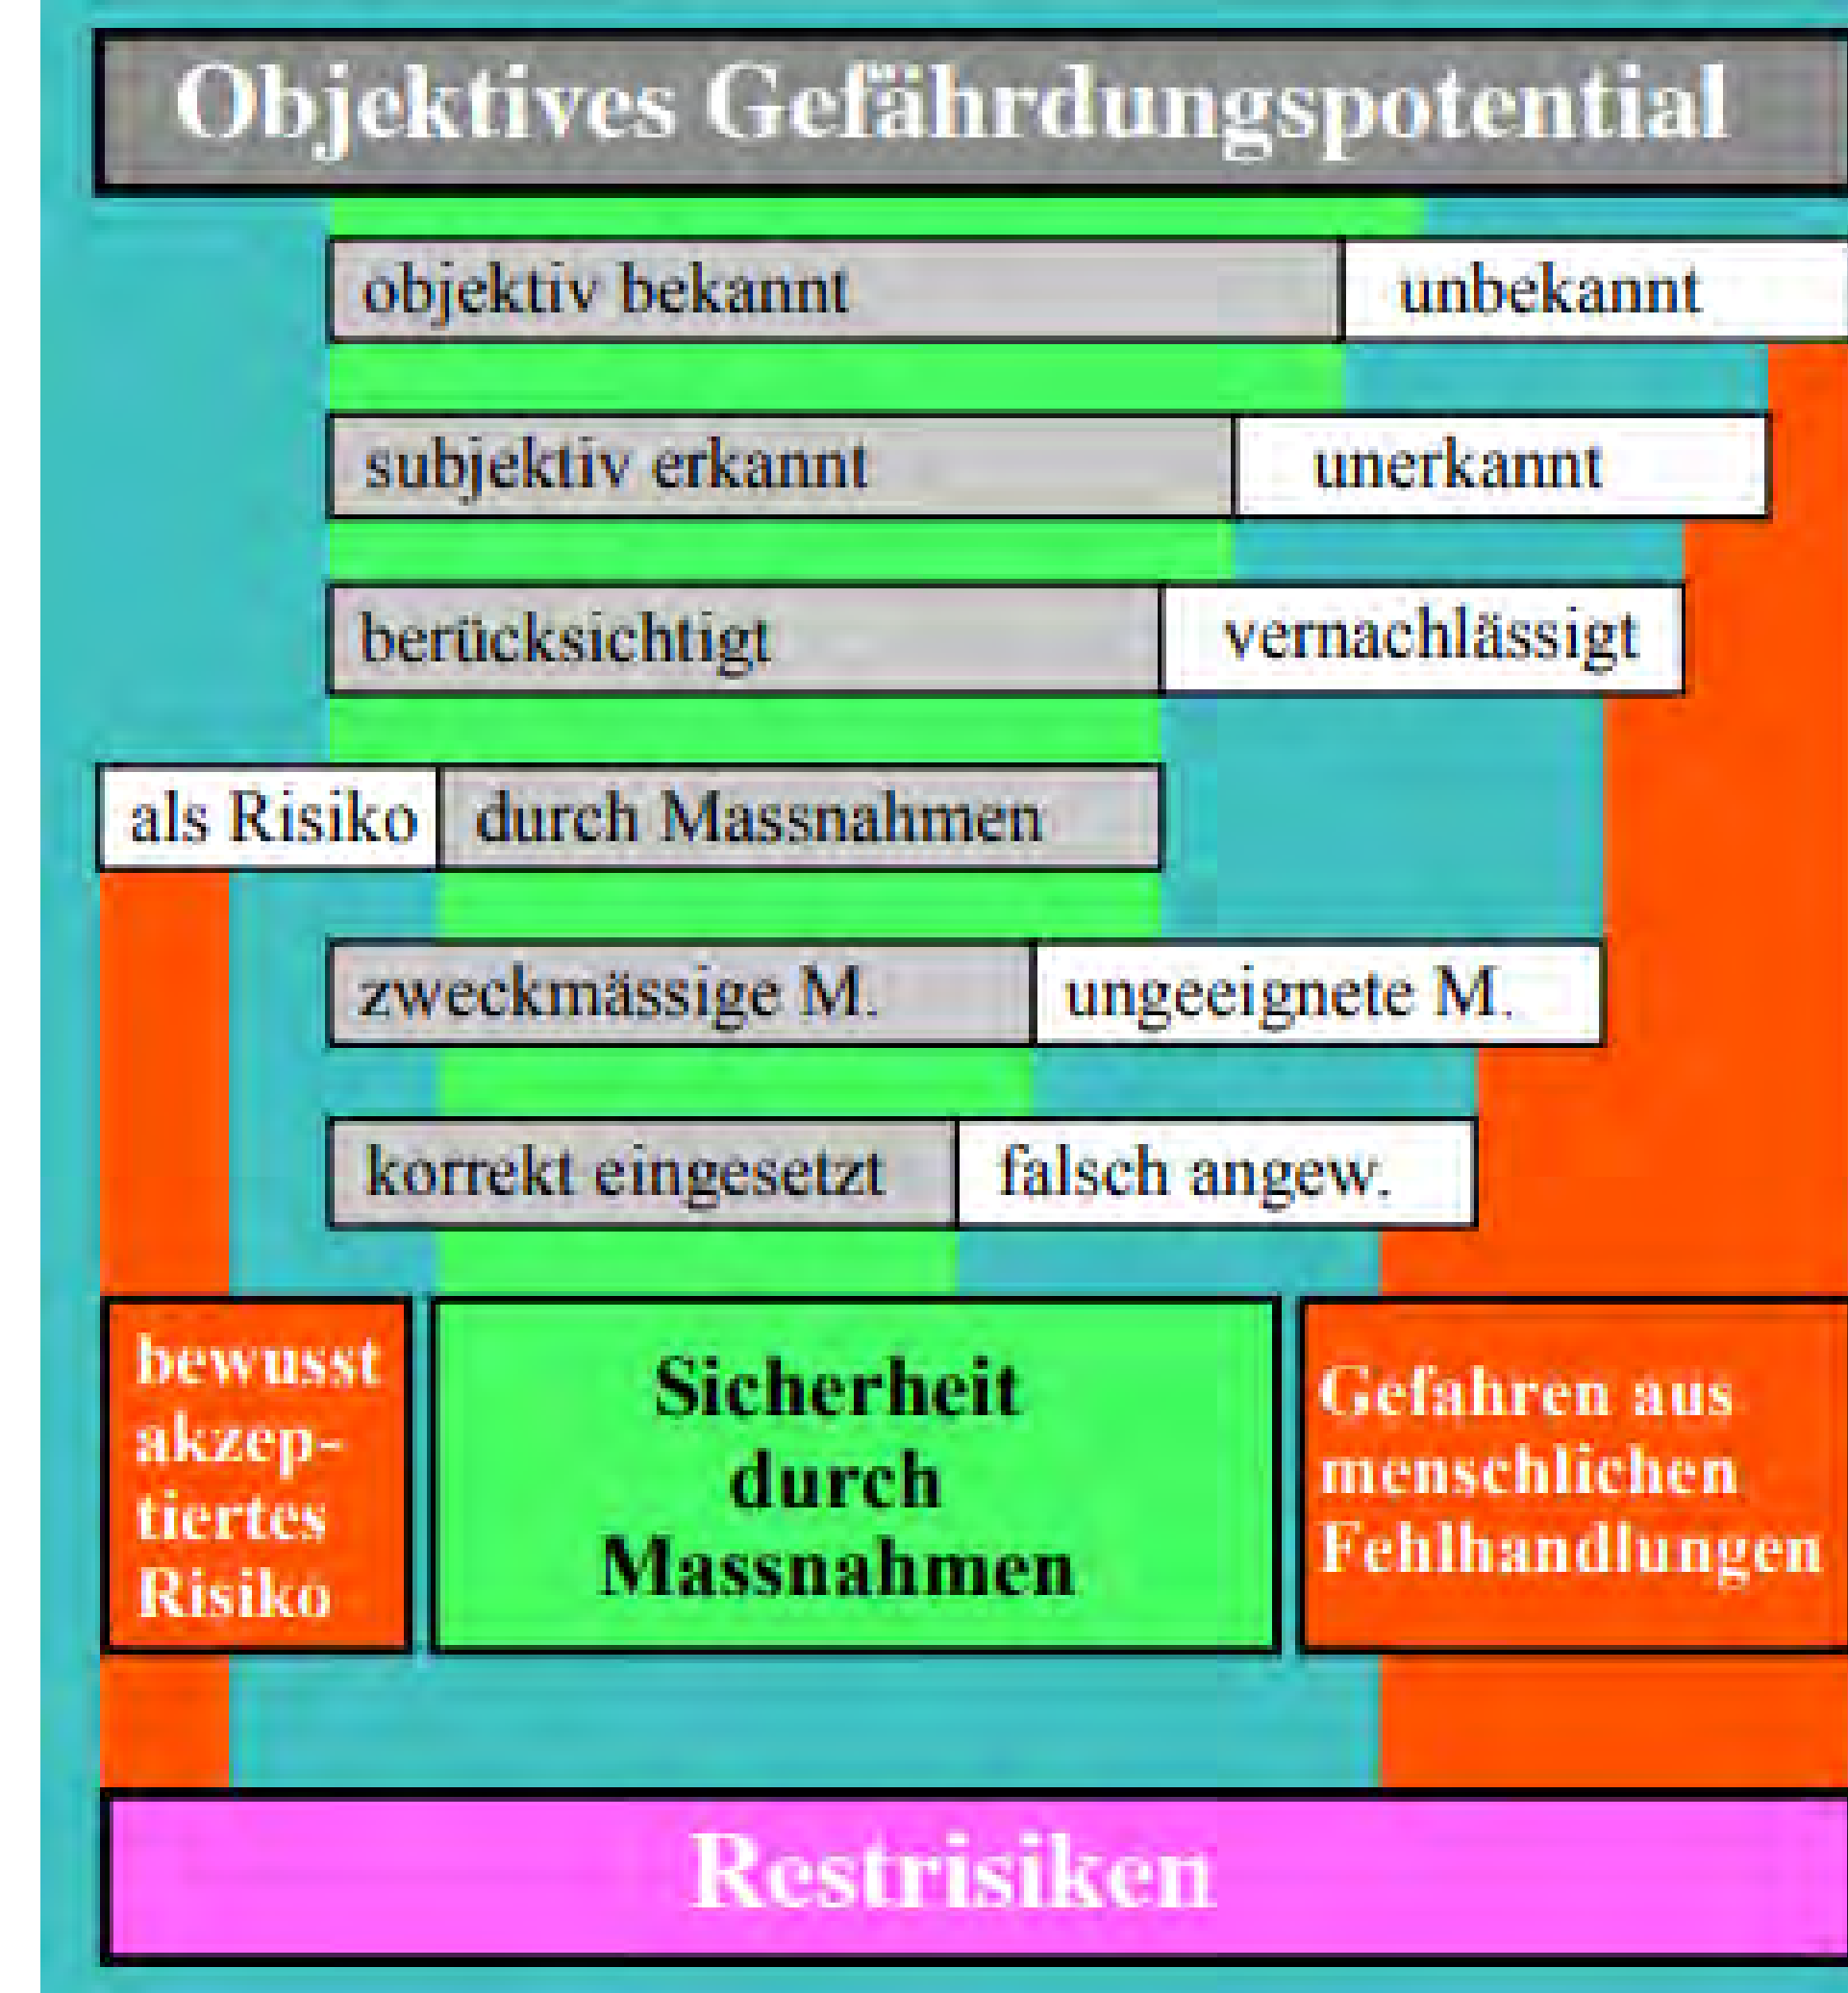 Objektives Gefährdungspotential
objektiv bekannt unbekannt
subjektiv erkannt unerkannt
berücksichtigt vernachlässigt
als Risiko durch Massnahmen
zweckmässige M. ungeeignete M.
korrekt eingesetzt falsch angew.
bewusst
akzep-
tiertes
Risiko
Sicherheit
durch
Massnahmen
Gefahren aus
menschlichen
Fehlhandlungen
Restrisiken